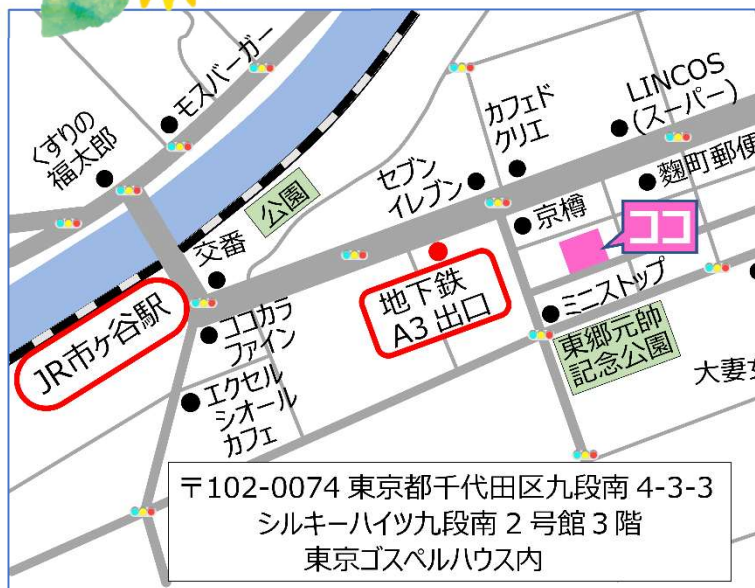 モスバーガー
くすりの
福太郎
カフェド
クリエ
LINCOS
(スーパー)
セブン
イレブン
麴町郵便
公園
京樽
ココ
交番
地下鉄
A3 出口
ミニストップ
JR市ヶ谷駅
ココカラ
ファイン
東郷元帥
記念公園
大妻女
エクセル
シオール
カフェ
〒102-0074 東京都千代田区九段南 4-3-3
シルキーハイツ九段南 2 号館 3 階
東京ゴスペルハウス内